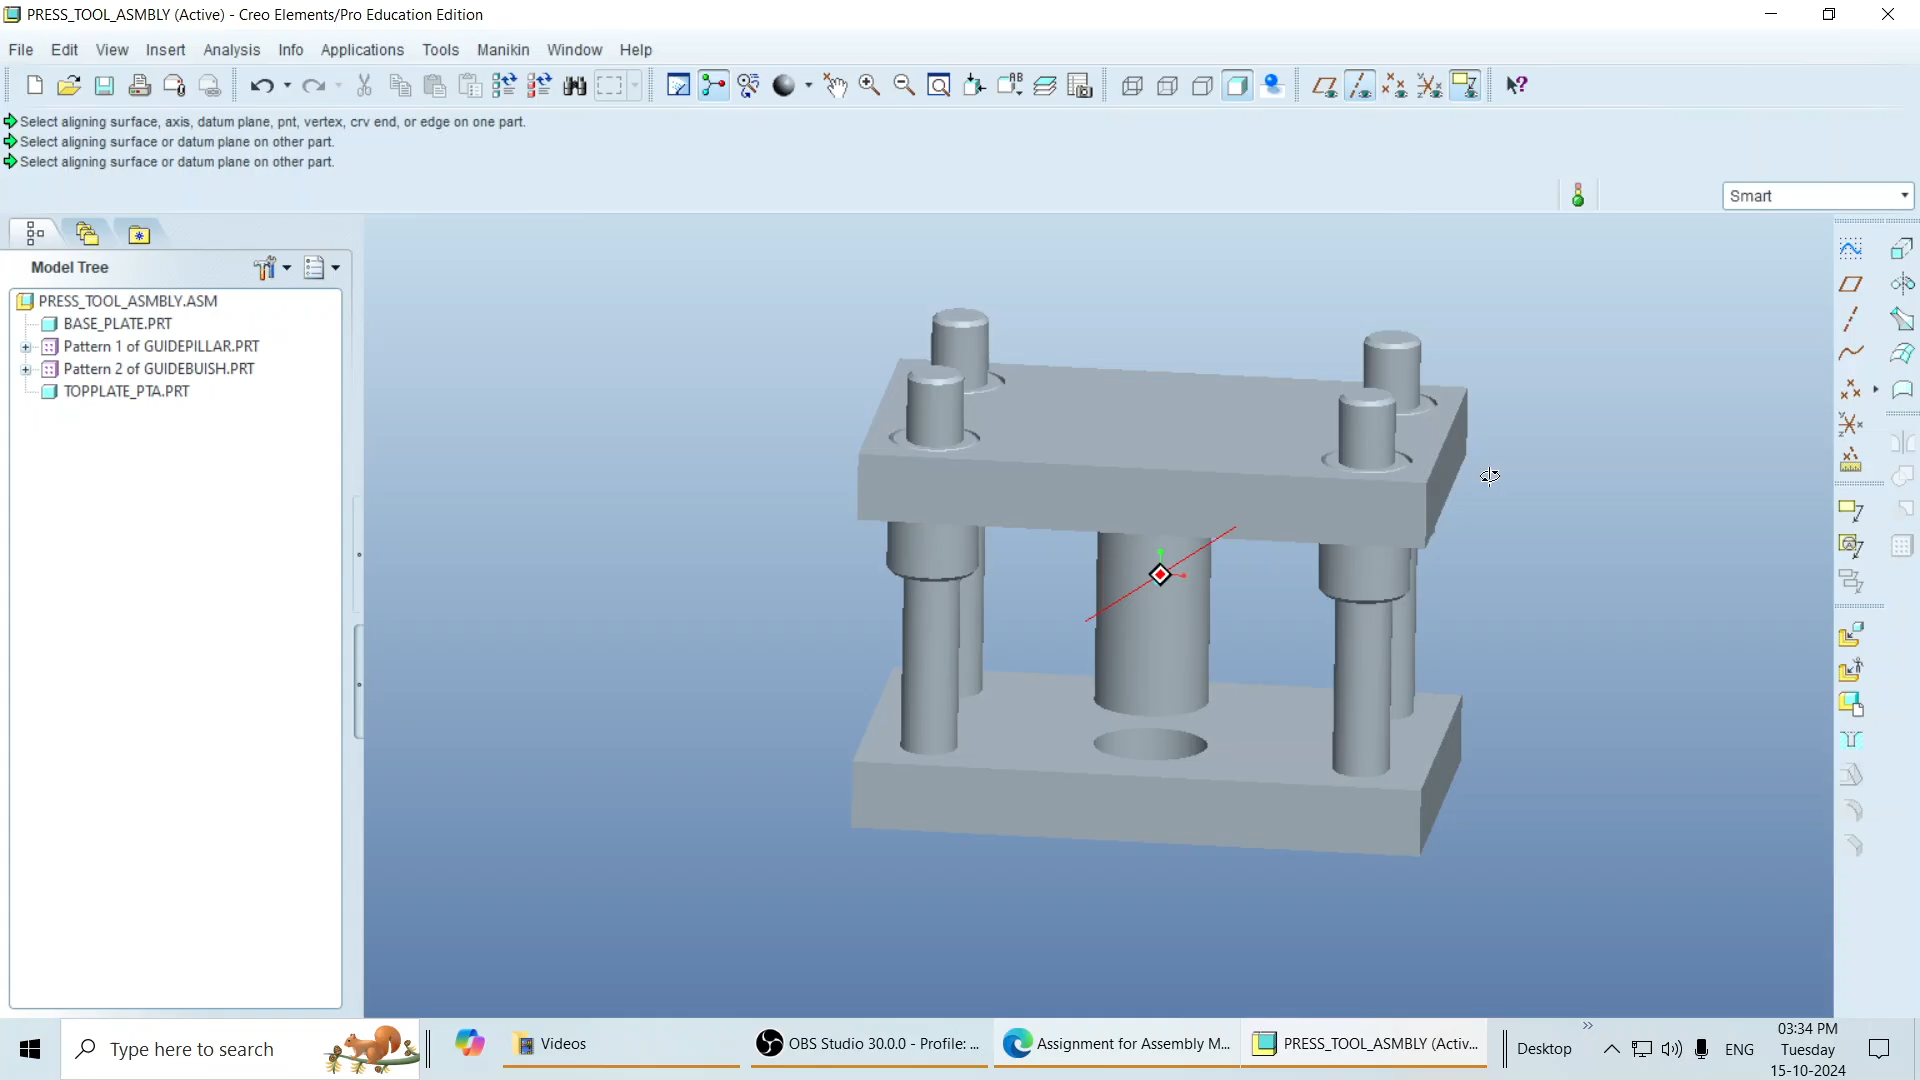 PRESS_TOOL_ASMBLY (Active) - Creo Elements/Pro Education Edition
File Edit View Insert Analysis Info Applications Tools Manikin Window Help
Select aligning surface, axis, datum plane, pnt, vertex, crv end, or edge on one part.
Select aligning surface or datum plane on other part.
Select aligning surface or datum plane on other part.
Smart
Model Tree
PRESS_TOOL_ASMBLY.ASM
BASE_PLATE.PRT
Pattern 1 of GUIDEPILLAR.PRT
Pattern 2 of GUIDEBUISH.PRT
TOPPLATE_PTA.PRT
Type here to search
Videos
OBS Studio 30.0.0 - Profile: ...
Assignment for Assembly M...
PRESS_TOOL_ASMBLY (Activ...
Desktop
ENG
03:34 PM
Tuesday
15-10-2024